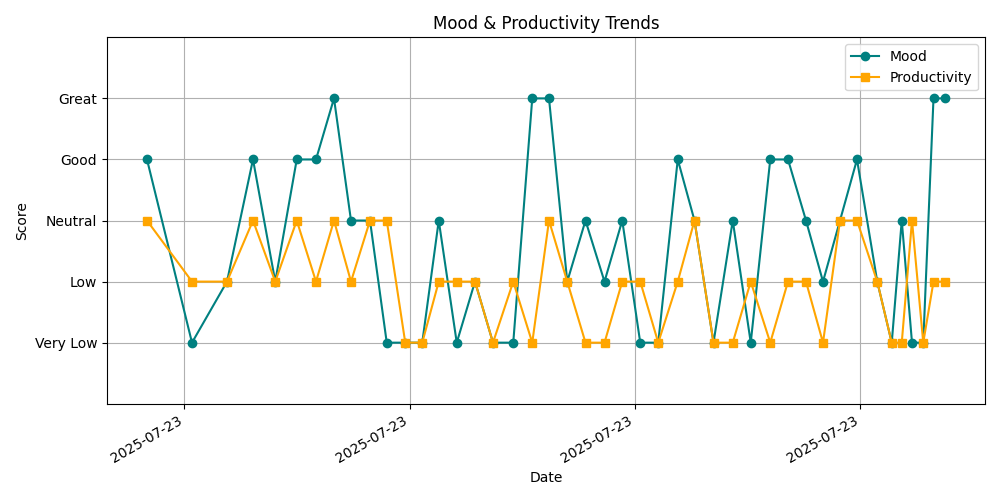 Mood & Productivity Trends
Mood
Productivity
Great
Good
Neutral
Low
Very Low
Score
2025-07-23
2025-07-23
2025-07-23
2025-07-23
Date